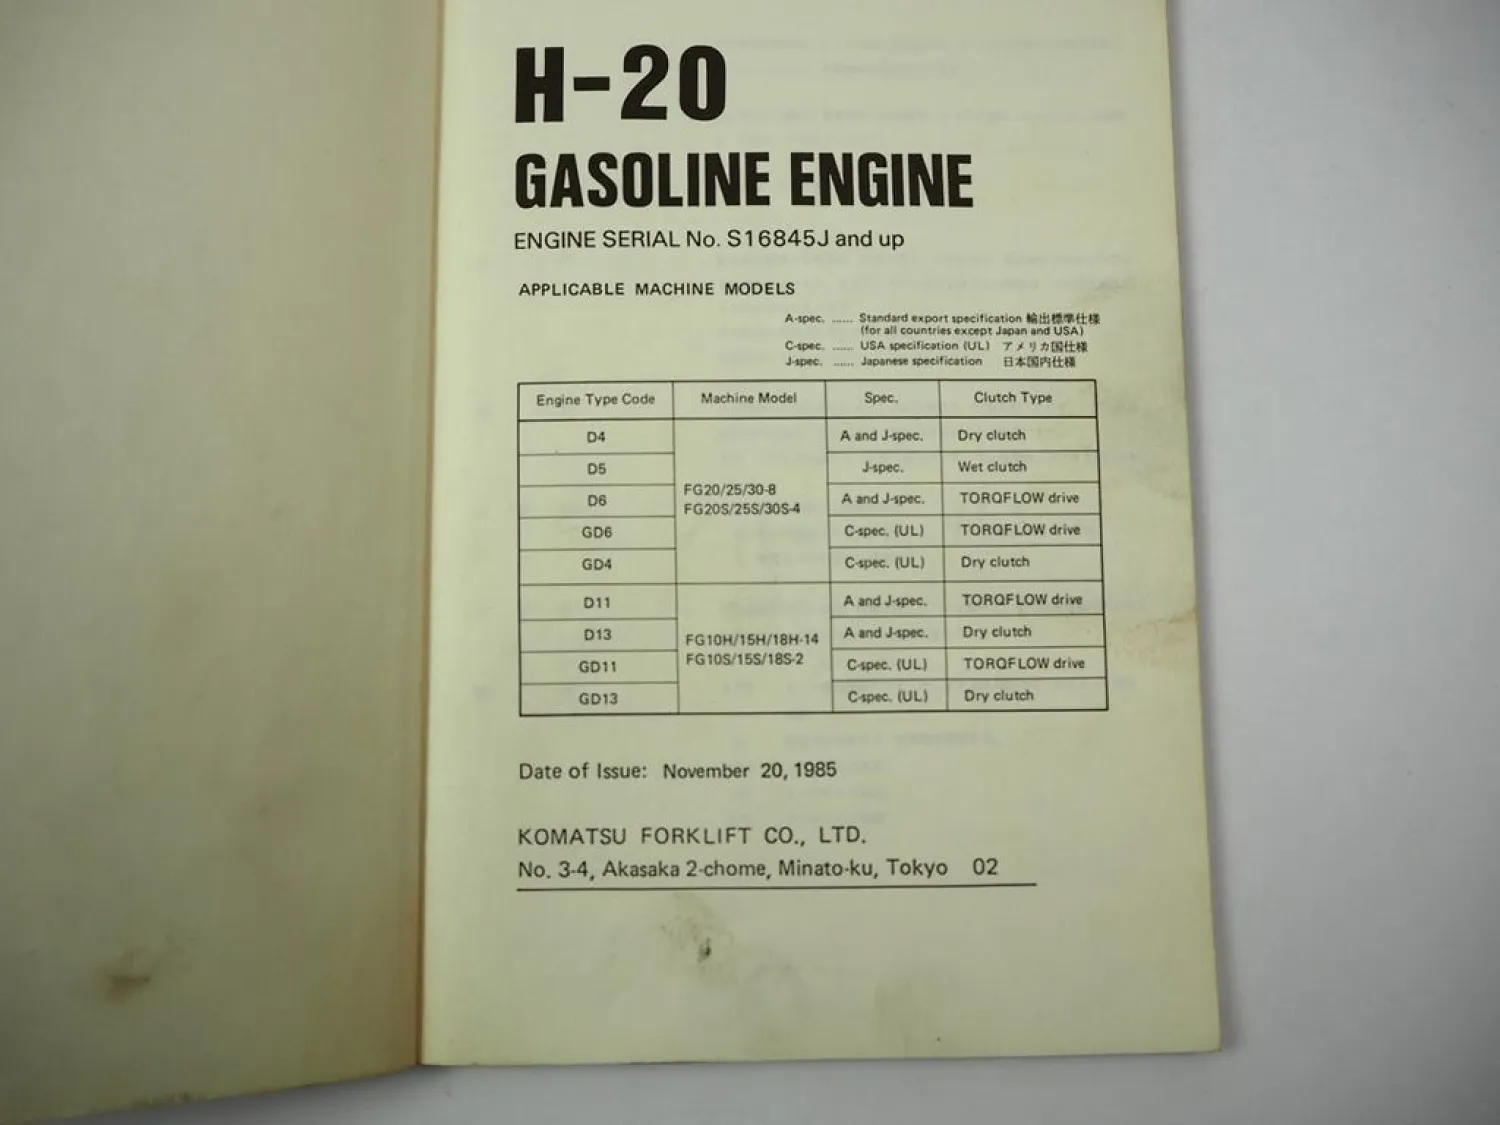 H-20
GASOLINE ENGINE
ENGINE SERIAL No. S16845J and up
APPLICABLE MACHINE MODELS
A-spec. ...... Standard export specification 輸出標準仕様
(for all countries except Japan and USA)
C-spec. ...... USA specification (UL) アメリカ国仕様
J-spec. ...... Japanese specification 日本国内仕様
Engine Type Code Machine Model Spec. Clutch Type
D4 A and J-spec. Dry clutch
D5 J-spec. Wet clutch
FG20/25/30-8
D6 A and J-spec. TORQFLOW drive
FG20S/25S/30S-4
GD6 C-spec. (UL) TORQFLOW drive
GD4 C-spec. (UL) Dry clutch
D11 A and J-spec. TORQFLOW drive
D13 A and J-spec. Dry clutch
FG10H/15H/18H-14
FG10S/15S/18S-2
GD11 C-spec. (UL) TORQFLOW drive
GD13 C-spec. (UL) Dry clutch
Date of Issue: November 20, 1985
KOMATSU FORKLIFT CO., LTD.
No. 3-4, Akasaka 2-chome, Minato-ku, Tokyo 02